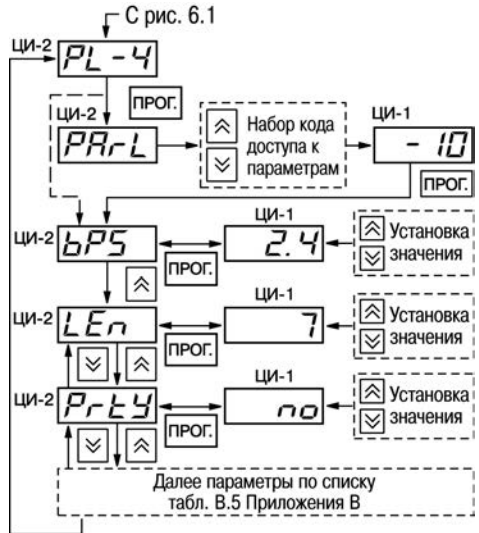 С рис. 6.1
ЦИ-2
PL-4
ПРОГ.
ЦИ-2
PArL
Набор кода
доступа к
параметрам
ЦИ-1
- 10
ПРОГ.
ЦИ-2
bPS
ПРОГ.
ЦИ-1
2.4
Установка
значения
ЦИ-2
LEn
ПРОГ.
ЦИ-1
7
Установка
значения
ЦИ-2
PrtY
ПРОГ.
ЦИ-1
no
Установка
значения
Далее параметры по списку
табл. В.5 Приложения В